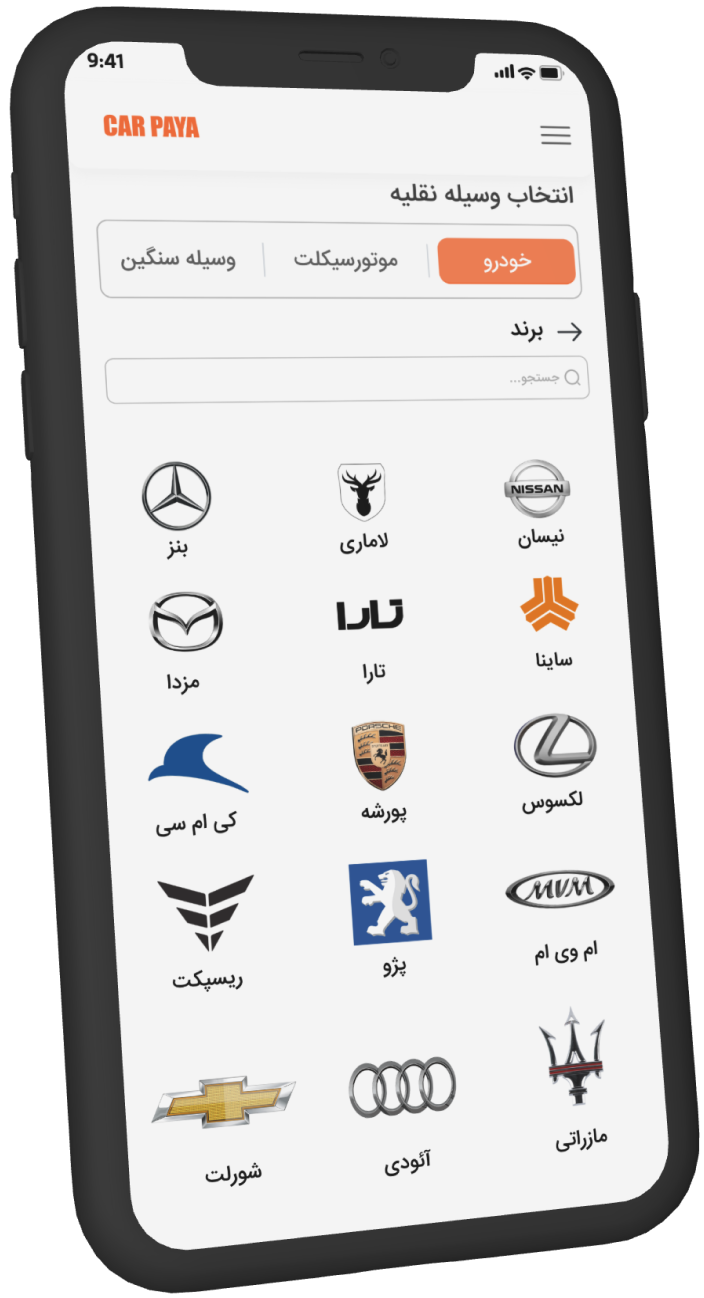 9:41
CAR PAYA
انتخاب وسیله نقلیه
خودرو موتورسیکلت وسیله سنگین
برند
جستجو...
NISSAN
نیسان لاماری بنز
تارا
ساینا تارا مزدا
PORSCHE
لکسوس پورشه کی ام سی
MVM
ام وی ام پژو ریسپکت
مازراتی آئودی شورلت